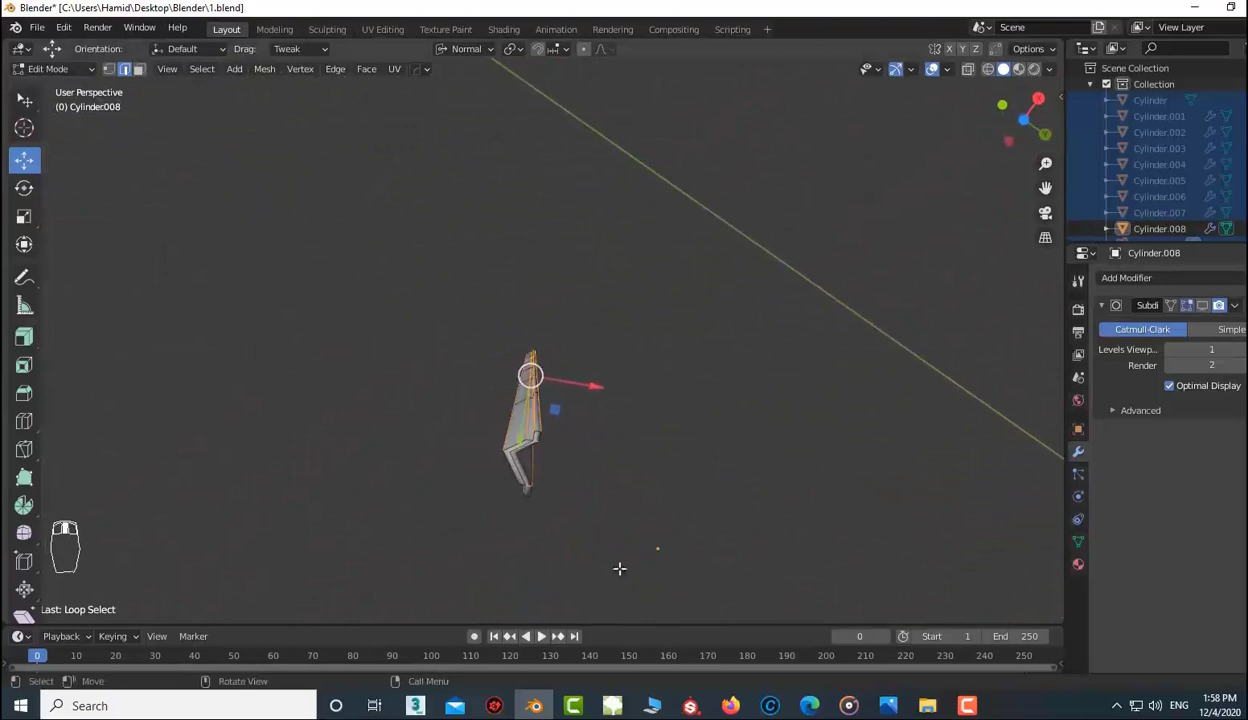 Blender* [C:\Users\Hamid\Desktop\Blender\1.blend]
File Edit Render Window Help Layout Modeling Sculpting UV Editing Texture Paint Shading Animation Rendering Compositing Scripting Scene View Layer
Orientation: Default Drag: Tweak Normal X Y Z Options
Edit Mode View Select Add Mesh Vertex Edge Face UV
User Perspective
(0) Cylinder.008
Scene Collection
Collection
Cylinder
Cylinder.001
Cylinder.002
Cylinder.003
Cylinder.004
Cylinder.005
Cylinder.006
Cylinder.007
Cylinder.008
X
Y
Cylinder.008
Add Modifier
Subdi
Catmull-Clark Simple
Levels Viewp... 1
Render 2
Optimal Display
Advanced
Last: Loop Select
Playback Keying View Marker 0 Start 1 End 250
0 10 20 30 40 50 60 70 80 90 100 110 120 130 140 150 160 170 180 190 200 210 220 230 240 250
Select Move Rotate View Call Menu
Search
ENG
1:58 PM
12/4/2020